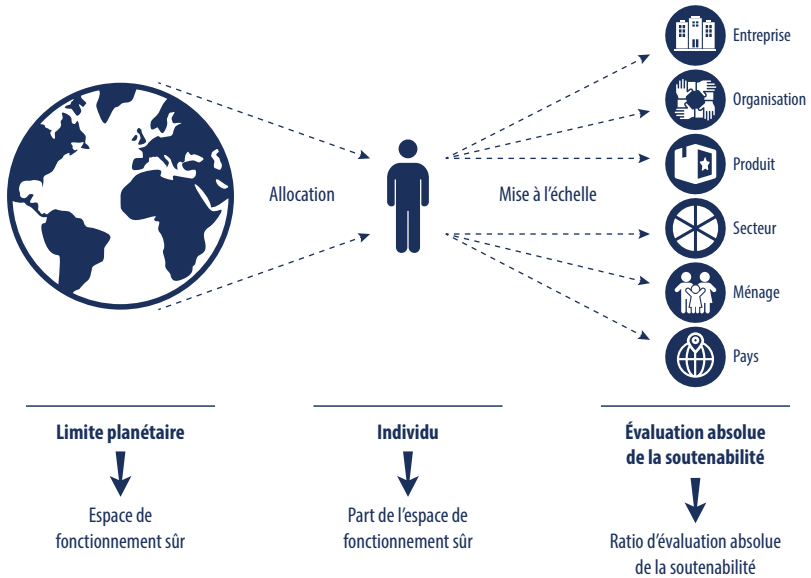 Entreprise
Organisation
Allocation
Mise à l’échelle
Produit
Secteur
Ménage
Pays
Limite planétaire
Individu
Évaluation absolue
de la soutenabilité
Espace de
fonctionnement sûr
Part de l’espace de
fonctionnement sûr
Ratio d’évaluation absolue
de la soutenabilité